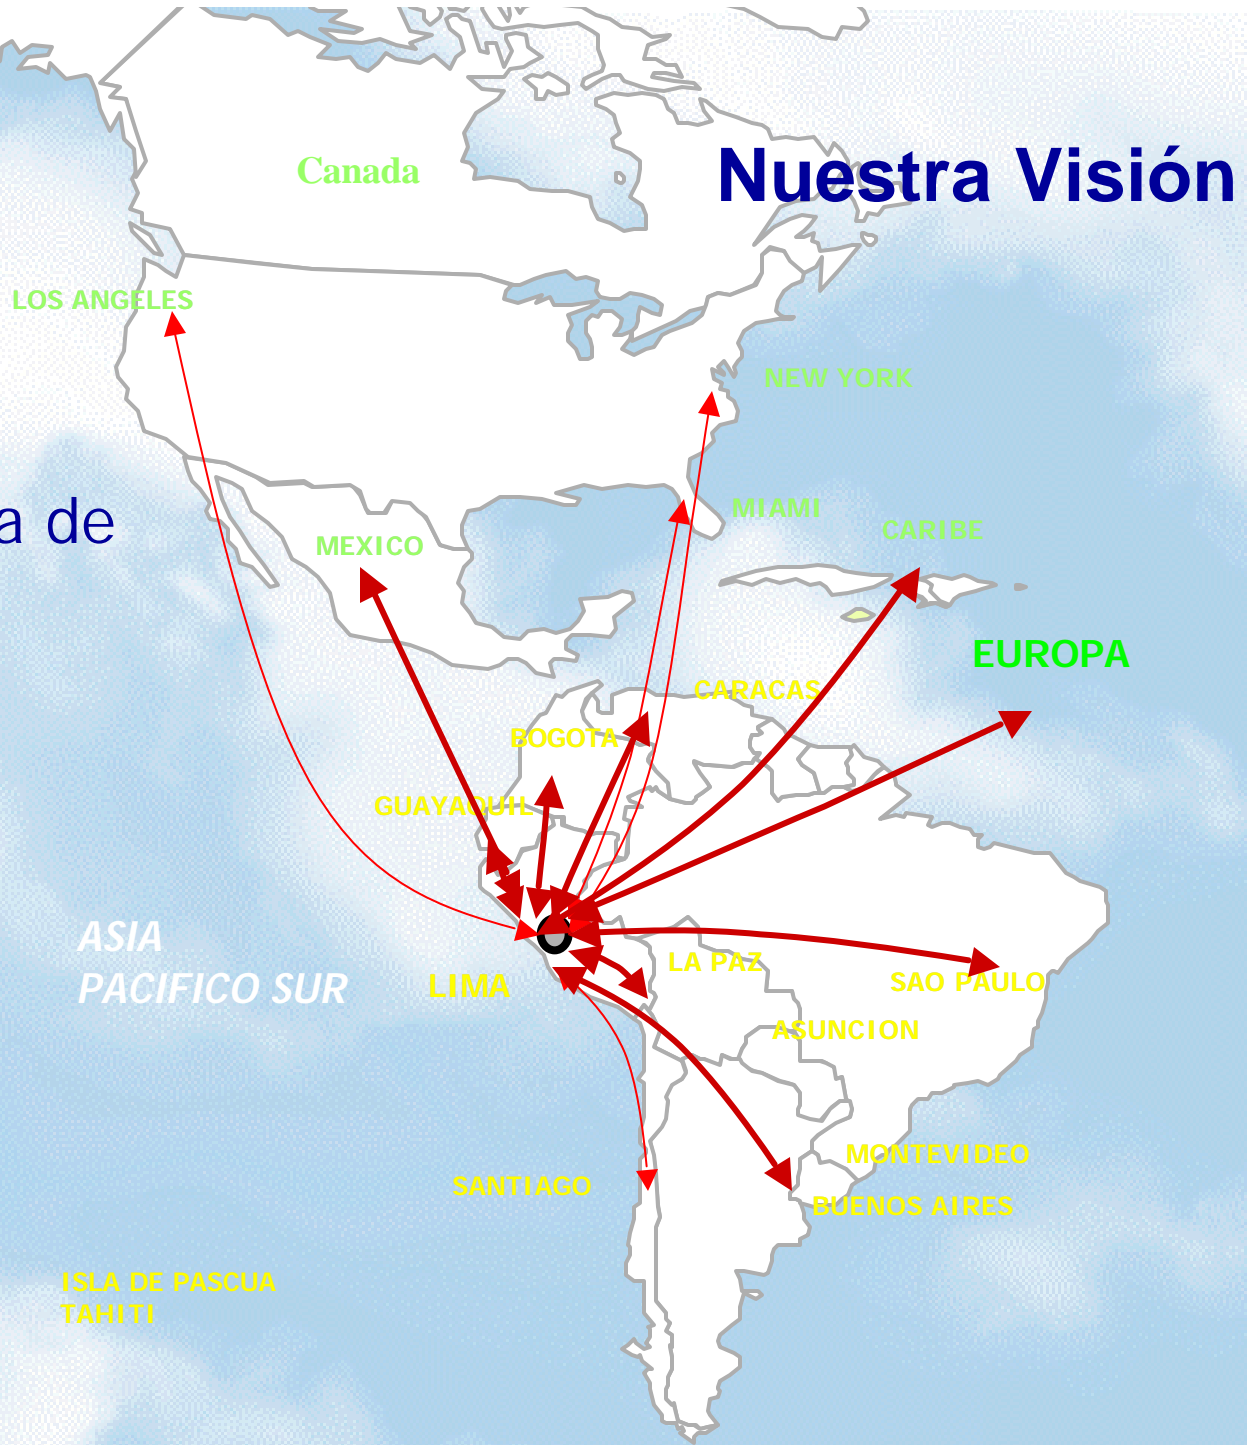 Canada
Nuestra Visión
LOS ANGELES
NEW YORK
MIAMI
a de
CARIBE
MEXICO
EUROPA
CARACAS
BOGOTA
GUAYAQUIL
ASIA
PACIFICO SUR
LIMA
LA PAZ
SAO PAULO
ASUNCION
MONTEVIDEO
SANTIAGO
BUENOS AIRES
ISLA DE PASCUA
TAHITI